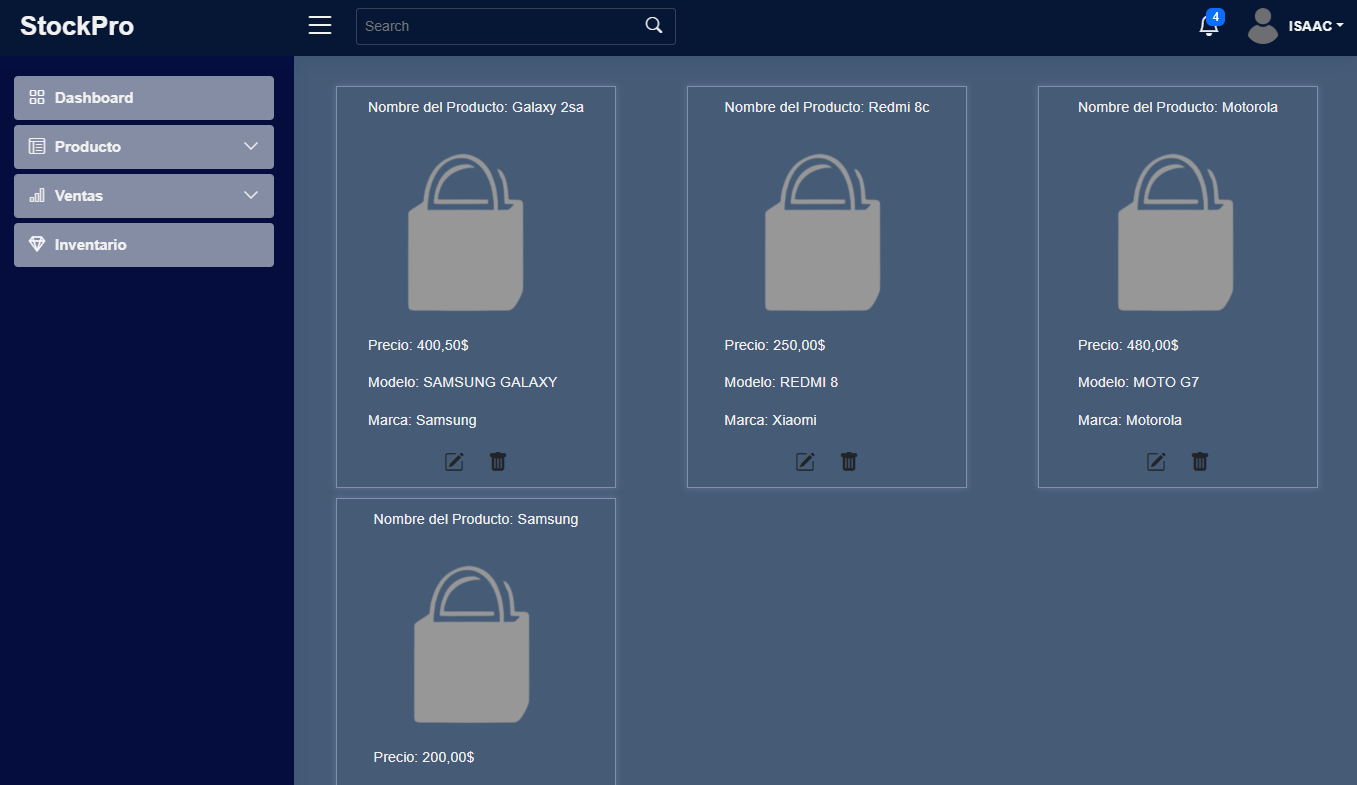 StockPro
Search
4
ISAAC
Dashboard
Producto
Ventas
Inventario
Nombre del Producto: Galaxy 2sa
Precio: 400,50$
Modelo: SAMSUNG GALAXY
Marca: Samsung
Nombre del Producto: Redmi 8c
Precio: 250,00$
Modelo: REDMI 8
Marca: Xiaomi
Nombre del Producto: Motorola
Precio: 480,00$
Modelo: MOTO G7
Marca: Motorola
Nombre del Producto: Samsung
Precio: 200,00$